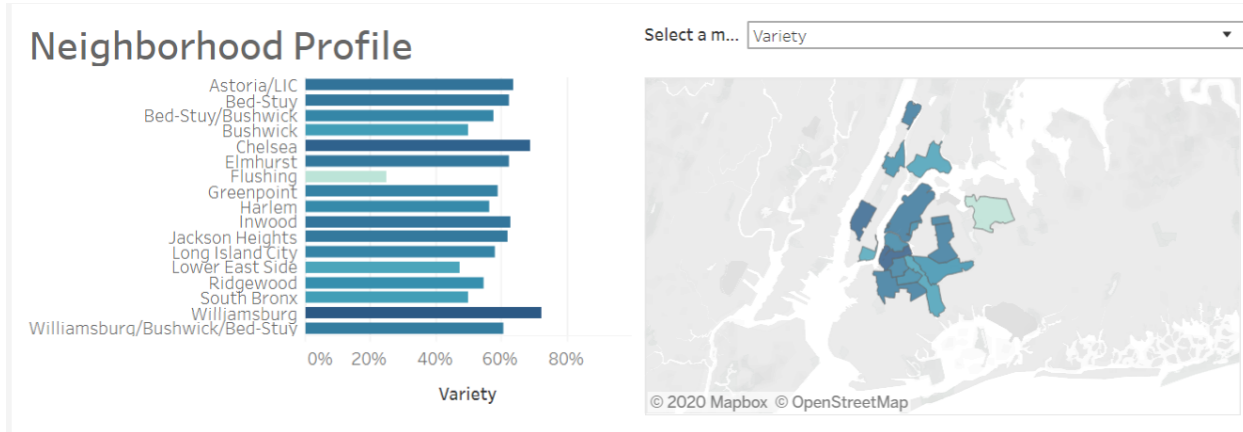 Neighborhood Profile
Select a m... Variety
Astoria/LIC
Bed-Stuy
Bed-Stuy/Bushwick
Bushwick
Chelsea
Elmhurst
Flushing
Greenpoint
Harlem
Inwood
Jackson Heights
Long Island City
Lower East Side
Ridgewood
South Bronx
Williamsburg
Williamsburg/Bushwick/Bed-Stuy
0% 20% 40% 60% 80%
Variety
© 2020 Mapbox © OpenStreetMap